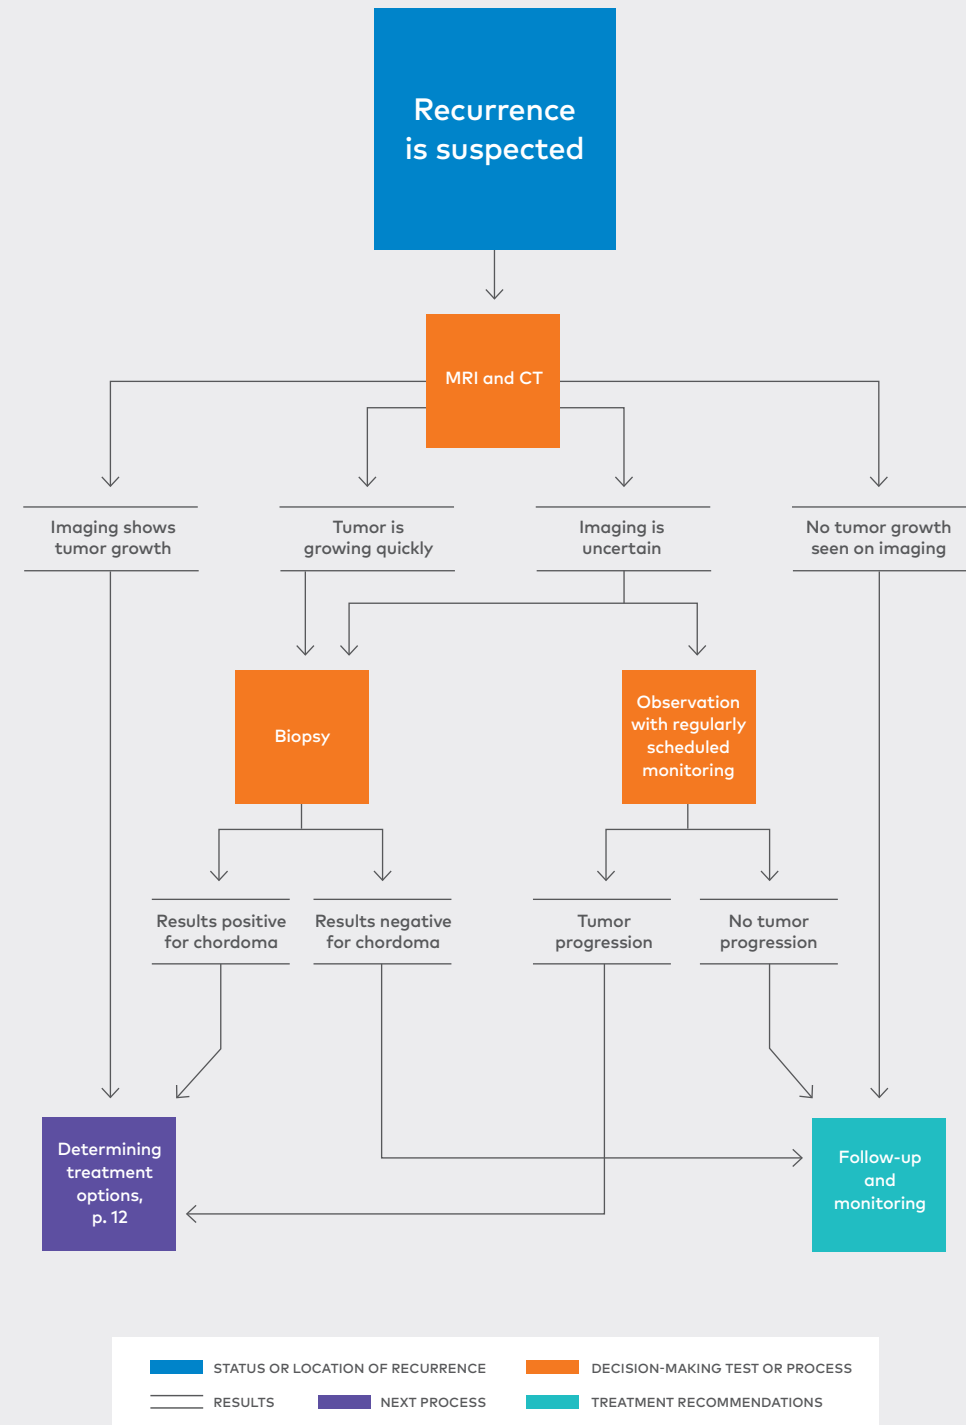 Recurrence
is suspected
MRI and CT
Imaging shows
tumor growth
Tumor is
growing quickly
Imaging is
uncertain
No tumor growth
seen on imaging
Biopsy
Observation
with regularly
scheduled
monitoring
Results positive
for chordoma
Results negative
for chordoma
Tumor
progression
No tumor
progression
Determining
treatment
options,
p. 12
Follow-up
and
monitoring
STATUS OR LOCATION OF RECURRENCE
DECISION-MAKING TEST OR PROCESS
RESULTS
NEXT PROCESS
TREATMENT RECOMMENDATIONS